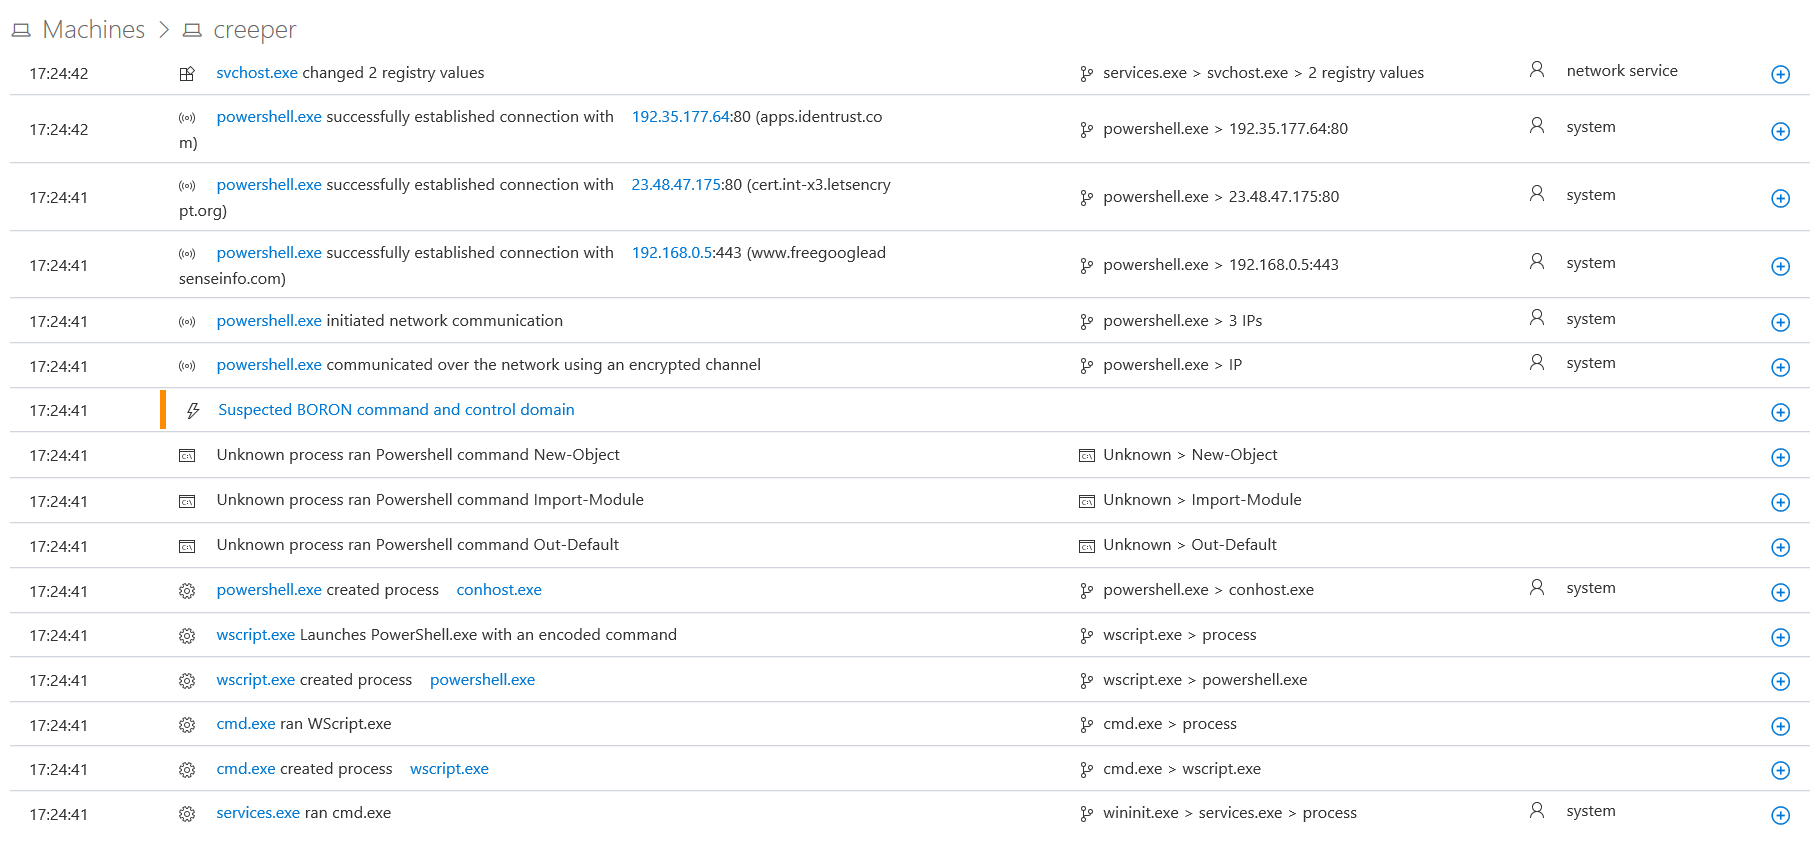 Machines > creeper
17:24:42 svchost.exe changed 2 registry values services.exe > svchost.exe > 2 registry values network service
17:24:42 powershell.exe successfully established connection with 192.35.177.64:80 (apps.identrust.co
m) powershell.exe > 192.35.177.64:80 system
17:24:41 powershell.exe successfully established connection with 23.48.47.175:80 (cert.int-x3.letsencry
pt.org) powershell.exe > 23.48.47.175:80 system
17:24:41 powershell.exe successfully established connection with 192.168.0.5:443 (www.freegooglead
senseinfo.com) powershell.exe > 192.168.0.5:443 system
17:24:41 powershell.exe initiated network communication powershell.exe > 3 IPs system
17:24:41 powershell.exe communicated over the network using an encrypted channel powershell.exe > IP system
17:24:41 Suspected BORON command and control domain
17:24:41 Unknown process ran Powershell command New-Object Unknown > New-Object
17:24:41 Unknown process ran Powershell command Import-Module Unknown > Import-Module
17:24:41 Unknown process ran Powershell command Out-Default Unknown > Out-Default
17:24:41 powershell.exe created process conhost.exe powershell.exe > conhost.exe system
17:24:41 wscript.exe Launches PowerShell.exe with an encoded command wscript.exe > process
17:24:41 wscript.exe created process powershell.exe wscript.exe > powershell.exe
17:24:41 cmd.exe ran WScript.exe cmd.exe > process
17:24:41 cmd.exe created process wscript.exe cmd.exe > wscript.exe
17:24:41 services.exe ran cmd.exe wininit.exe > services.exe > process system